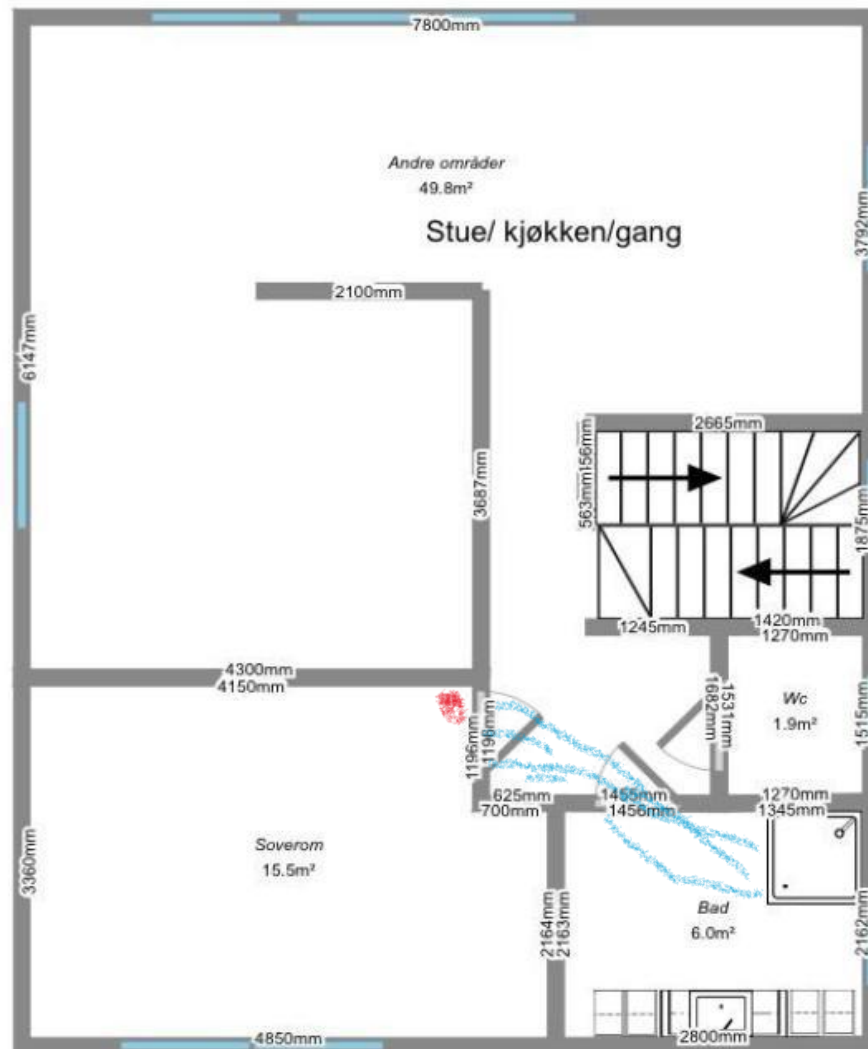 7800mm
Andre områder
49.8m²
Stue/ kjøkken/gang
3792mm
2100mm
6147mm
2665mm
156mm
563mm
3687mm
1875mm
1420mm
1245mm
1270mm
4300mm
4150mm
1531mm
1682mm
Wc
1.9m²
1515mm
1196mm
1196mm
625mm
700mm
1455mm
1456mm
1270mm
1345mm
Soverom
15.5m²
3360mm
Bad
6.0m²
2164mm
2163mm
2162mm
4850mm
2800mm